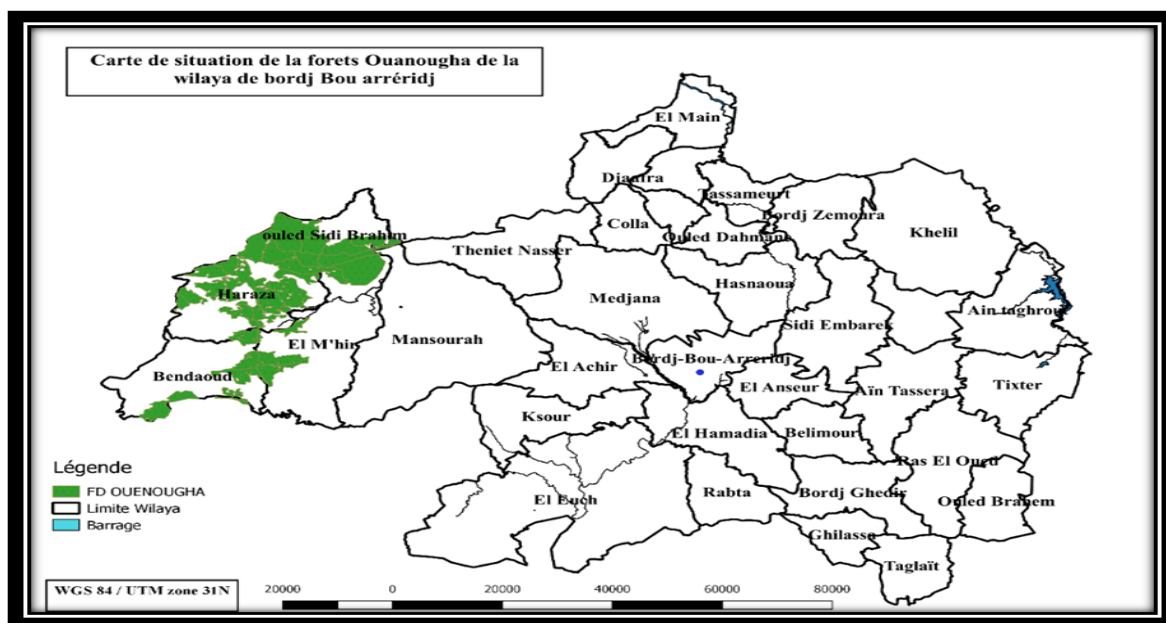 Carte de situation de la forets Ouanougha de la
wilaya de bordj Bou arréridj
El Main
Djaafra
Tassameurt
Bordj Zemoura
Colla
Ouled Dahmane
Khelil
ouled Sidi Brahim
Theniet Nasser
Hasnaoua
Haraza
Medjana
Ain taghrout
Sidi Embarek
El M'hir
Mansourah
Bordj-Bou-Arreridj
El Achir
Bendaoud
El Anseur
Aïn Tassera
Tixter
Ksour
El Hamadia
Belimour
Ras El Oued
Légende
FD OUENOUGHA
Limite Wilaya
Barrage
El Euch
Rabta
Bordj Ghedir
Ouled Brahem
Ghilassa
Taglaït
WGS 84 / UTM zone 31N
20000 0 20000 40000 60000 80000